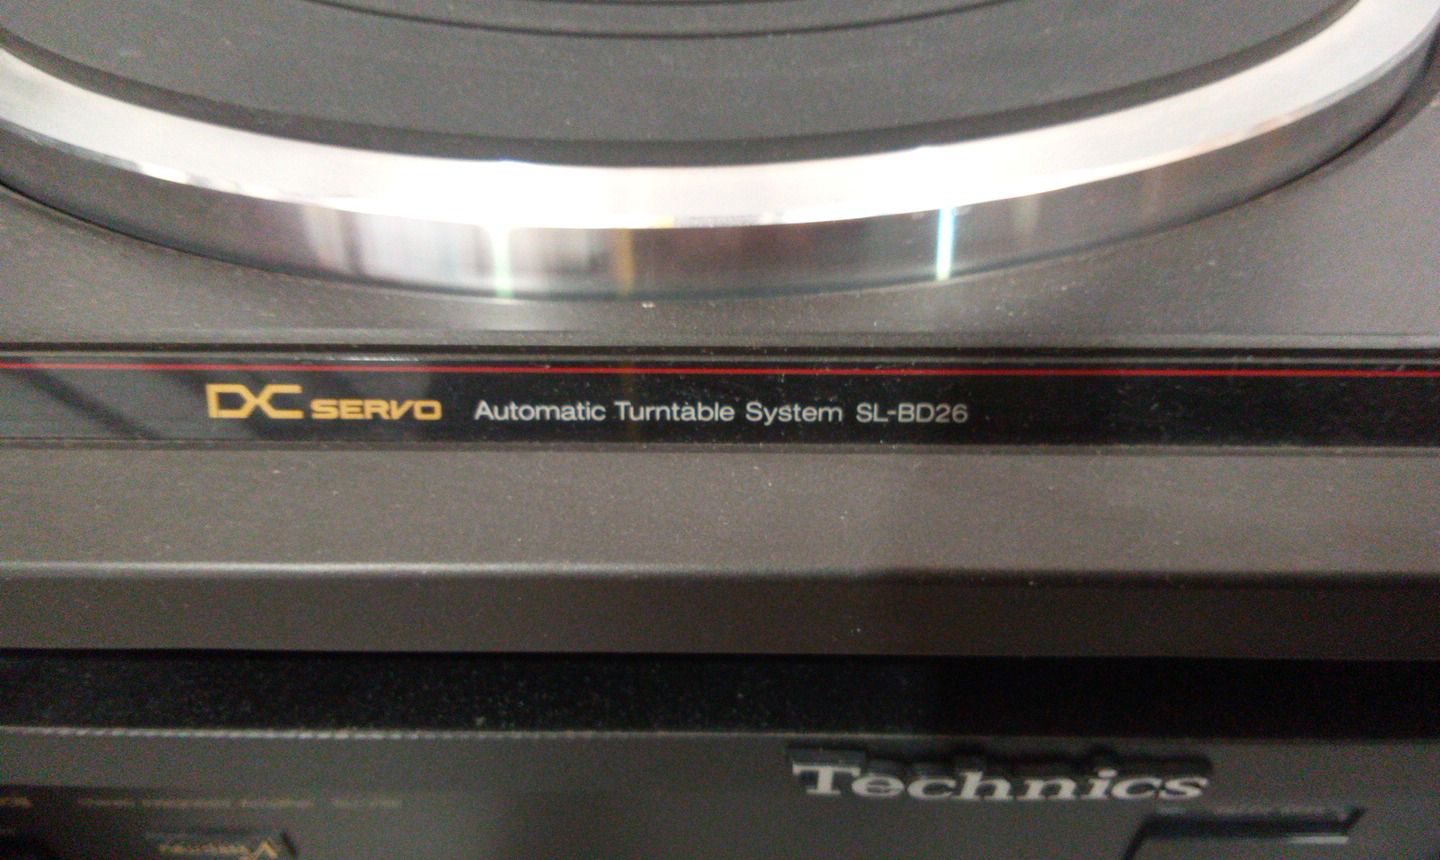 DC SERVO Automatic Turntable System SL-BD26
Technics